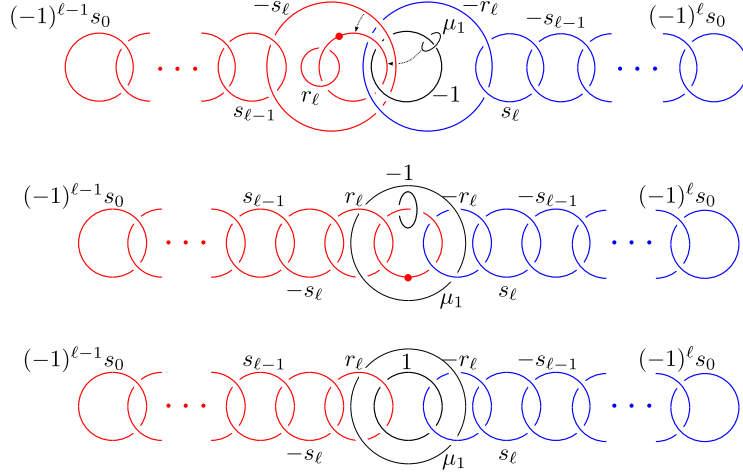 (-1)^{ℓ-1}s_0 -s_ℓ μ_1 -r_ℓ -s_{ℓ-1} (-1)^ℓ s_0
r_ℓ -1
s_{ℓ-1} s_ℓ
-1
(-1)^{ℓ-1}s_0 s_{ℓ-1} r_ℓ -r_ℓ -s_{ℓ-1} (-1)^ℓ s_0
-s_ℓ μ_1 s_ℓ
(-1)^{ℓ-1}s_0 s_{ℓ-1} r_ℓ 1 -r_ℓ -s_{ℓ-1} (-1)^ℓ s_0
-s_ℓ μ_1 s_ℓ